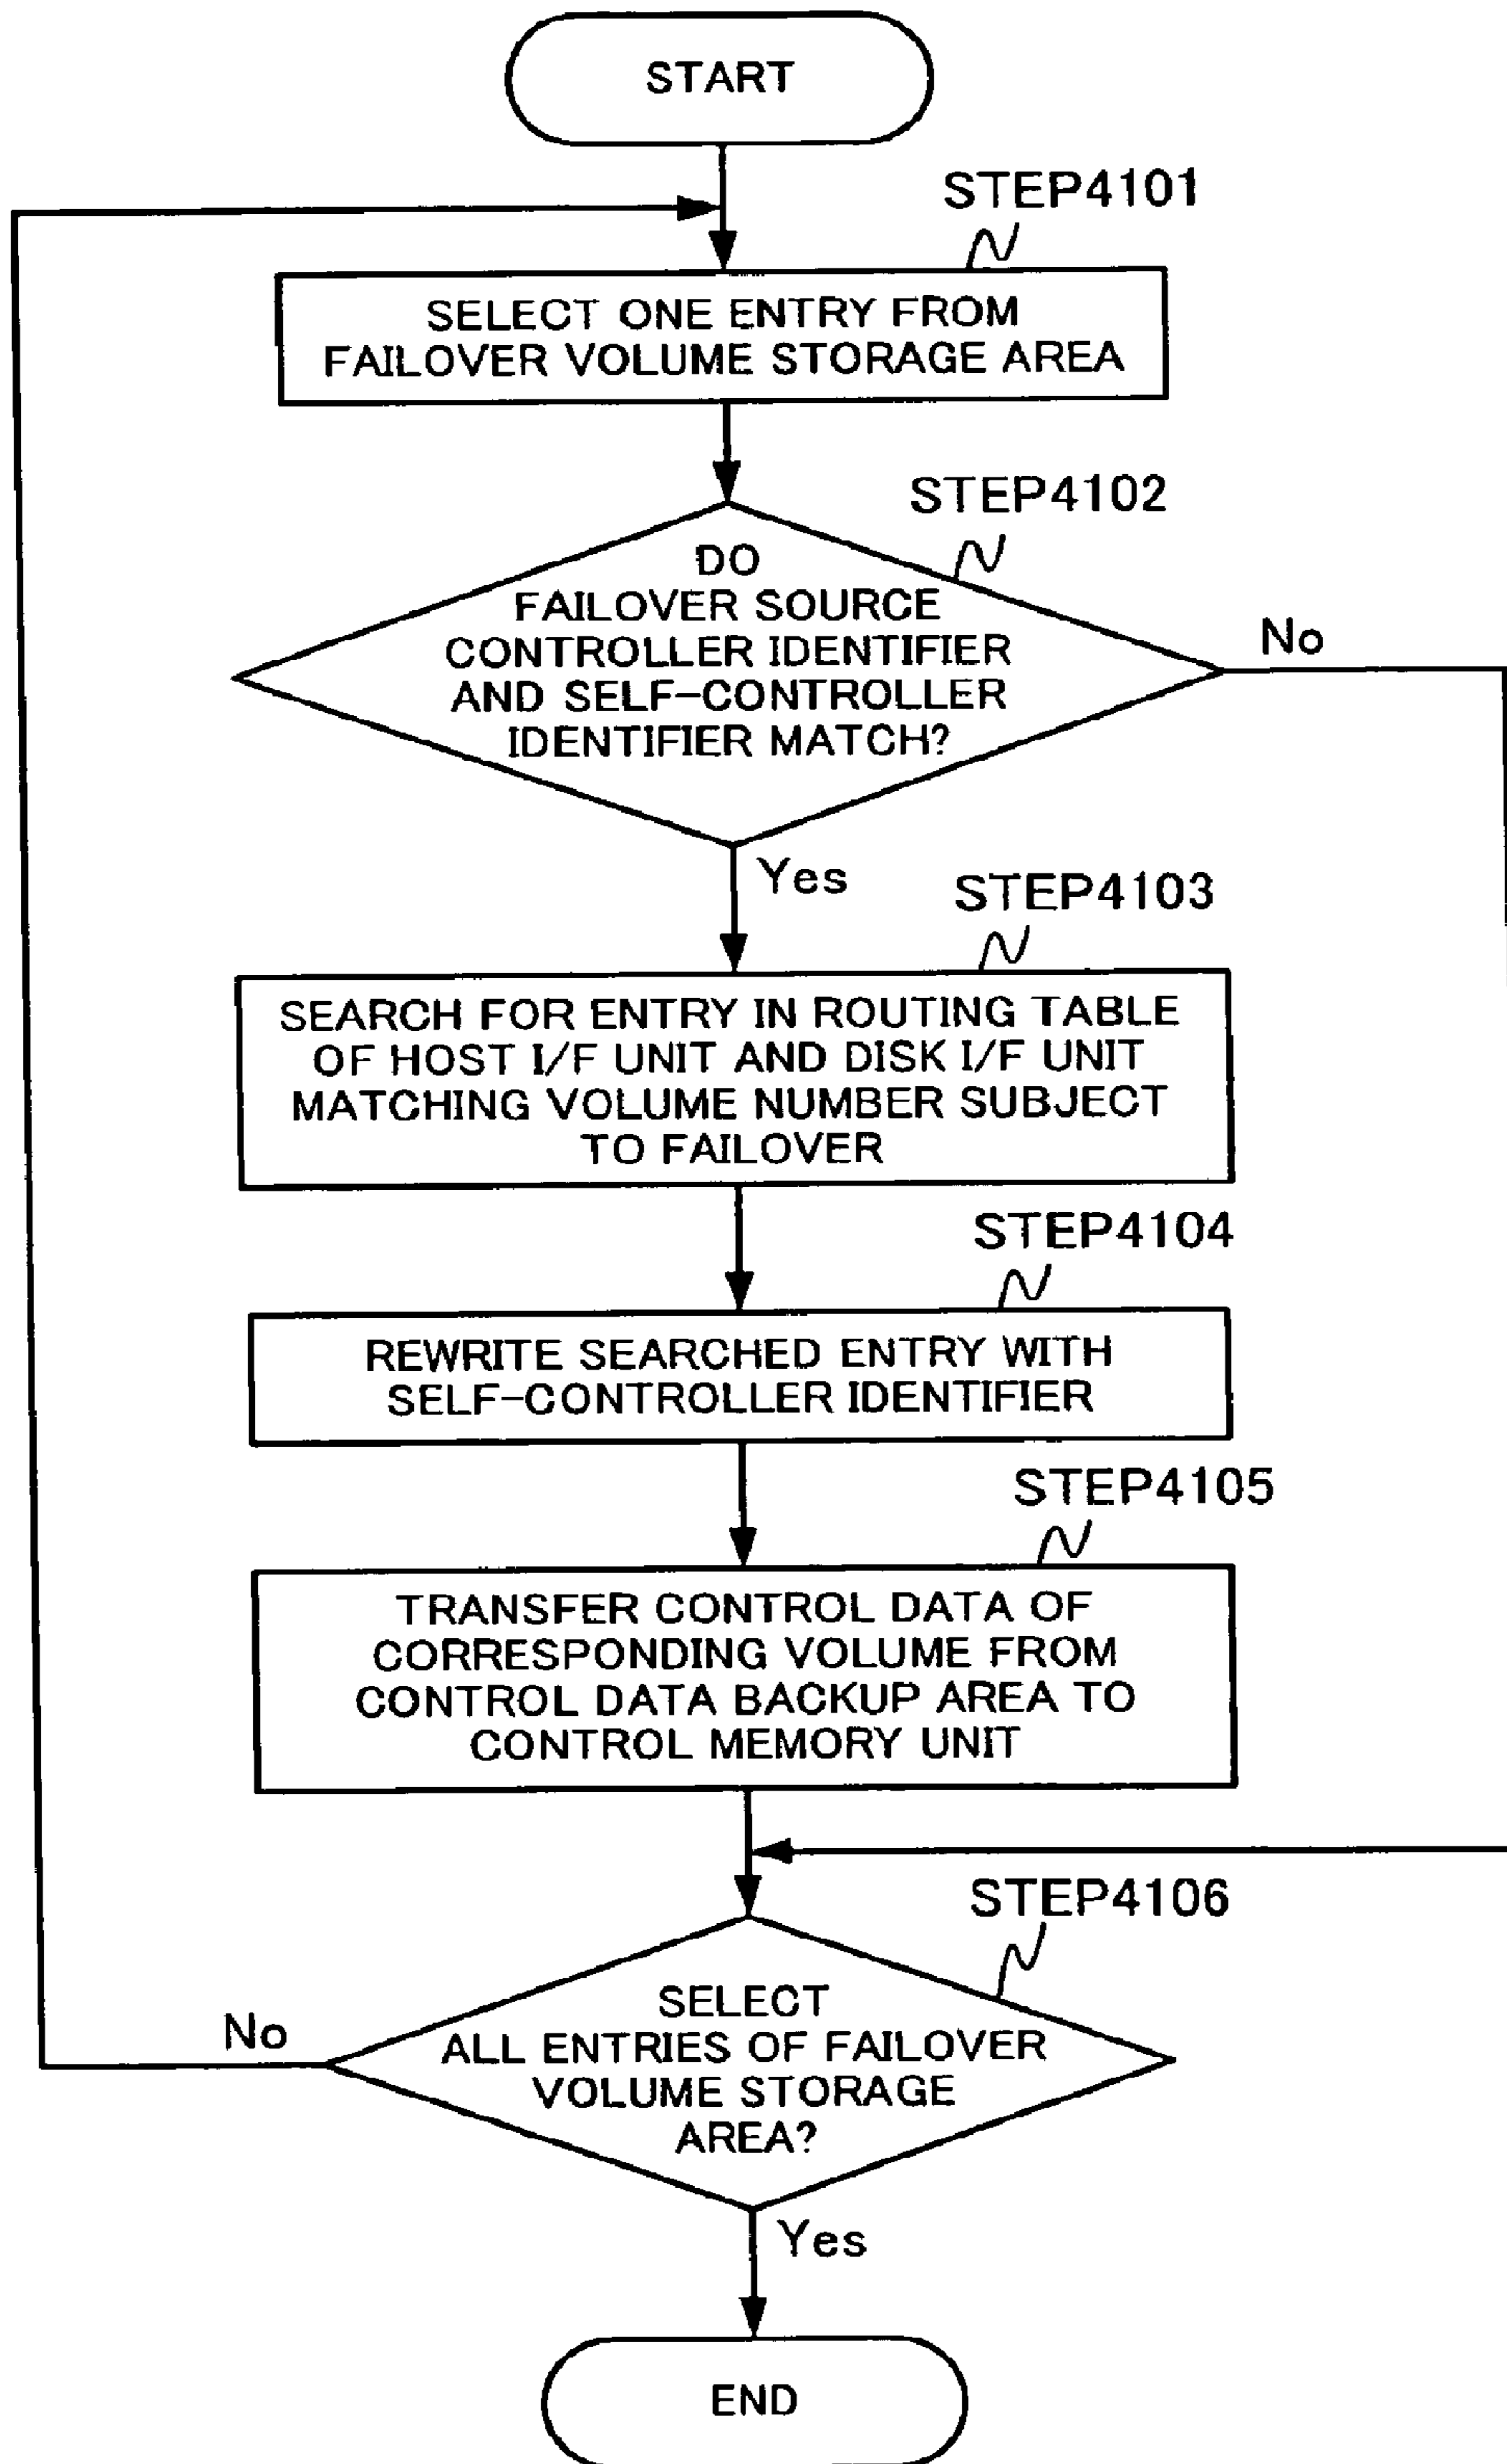 START
STEP4101
SELECT ONE ENTRY FROM
FAILOVER VOLUME STORAGE AREA
STEP4102
DO
FAILOVER SOURCE
CONTROLLER IDENTIFIER
AND SELF-CONTROLLER
IDENTIFIER MATCH?
No
Yes
STEP4103
SEARCH FOR ENTRY IN ROUTING TABLE
OF HOST I/F UNIT AND DISK I/F UNIT
MATCHING VOLUME NUMBER SUBJECT
TO FAILOVER
STEP4104
REWRITE SEARCHED ENTRY WITH
SELF-CONTROLLER IDENTIFIER
STEP4105
TRANSFER CONTROL DATA OF
CORRESPONDING VOLUME FROM
CONTROL DATA BACKUP AREA TO
CONTROL MEMORY UNIT
STEP4106
SELECT
ALL ENTRIES OF FAILOVER
VOLUME STORAGE
AREA?
No
Yes
END